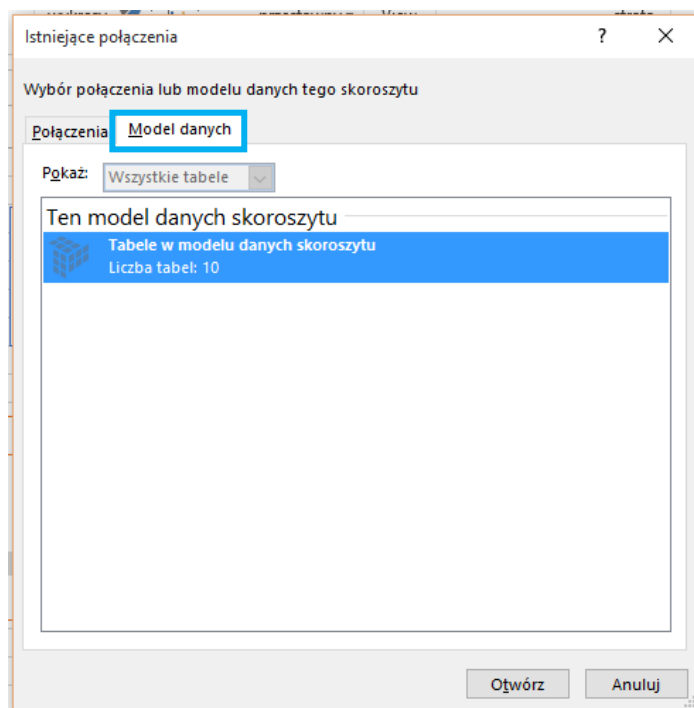 Istniejące połączenia
?
Wybór połączenia lub modelu danych tego skoroszytu
Połączenia Model danych
Pokaż: Wszystkie tabele
Ten model danych skoroszytu
Tabele w modelu danych skoroszytu
Liczba tabel: 10
Otwórz Anuluj